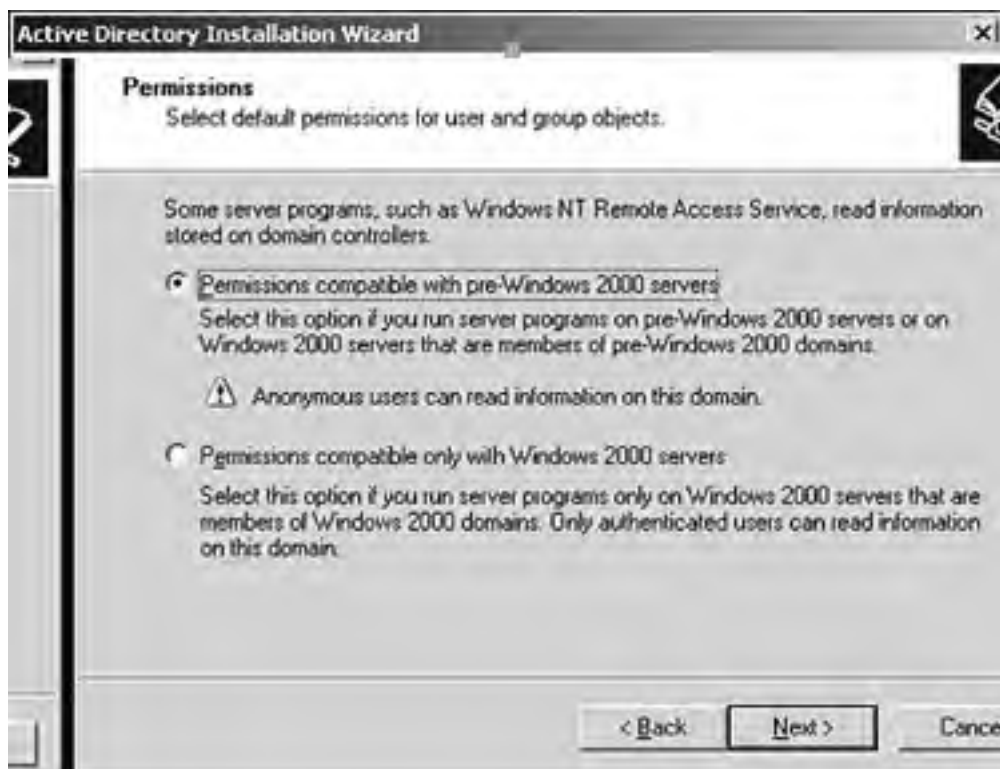 Active Directory Installation Wizard
Permissions
Select default permissions for user and group objects.
Some server programs, such as Windows NT Remote Access Service, read information
stored on domain controllers.
Permissions compatible with pre-Windows 2000 servers
Select this option if you run server programs on pre-Windows 2000 servers or on
Windows 2000 servers that are members of pre-Windows 2000 domains.
Anonymous users can read information on this domain.
Permissions compatible only with Windows 2000 servers
Select this option if you run server programs only on Windows 2000 servers that are
members of Windows 2000 domains. Only authenticated users can read information
on this domain.
< Back Next > Cance